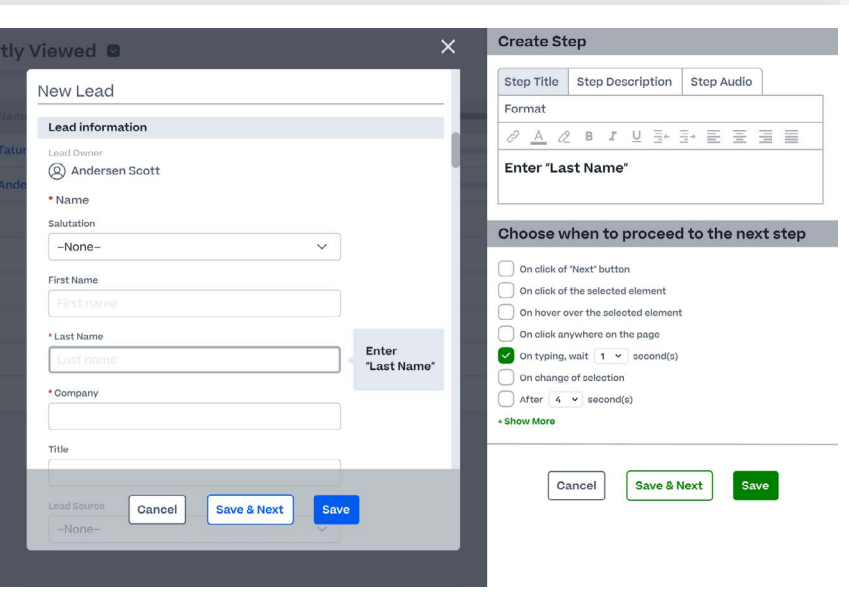 tly Viewed
Name
Tatur
Ande
New Lead
Lead information
Lead Owner
Andersen Scott
* Name
Salutation
–None–
First Name
First name
* Last Name
Last name
Enter
"Last Name"
* Company
Title
Lead Source
–None–
Cancel
Save & Next
Save
Create Step
Step Title
Step Description
Step Audio
Format
A B I U
Enter "Last Name"
Choose when to proceed to the next step
On click of "Next" button
On click of the selected element
On hover over the selected element
On click anywhere on the page
On typing, wait 1 second(s)
On change of selection
After 4 second(s)
+ Show More
Cancel
Save & Next
Save